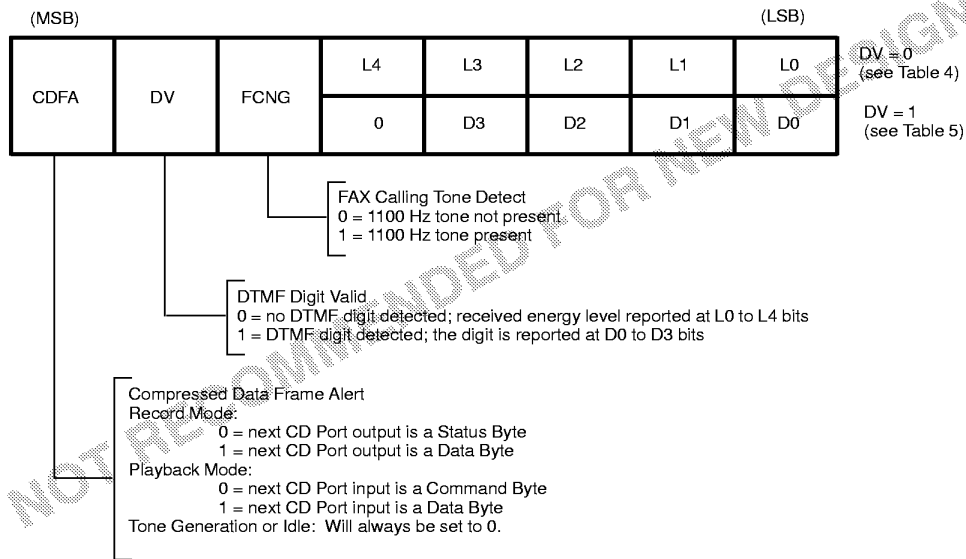 (MSB) (LSB)
CDFA DV FCNG L4 L3 L2 L1 L0 DV = 0 (see Table 4)
0 D3 D2 D1 D0 DV = 1 (see Table 5)
FAX Calling Tone Detect
0 = 1100 Hz tone not present
1 = 1100 Hz tone present
DTMF Digit Valid
0 = no DTMF digit detected; received energy level reported at L0 to L4 bits
1 = DTMF digit detected; the digit is reported at D0 to D3 bits
Compressed Data Frame Alert
Record Mode:
0 = next CD Port output is a Status Byte
1 = next CD Port output is a Data Byte
Playback Mode:
0 = next CD Port input is a Command Byte
1 = next CD Port input is a Data Byte
Tone Generation or Idle: Will always be set to 0.
NOT RECOMMENDED FOR NEW DESIGN